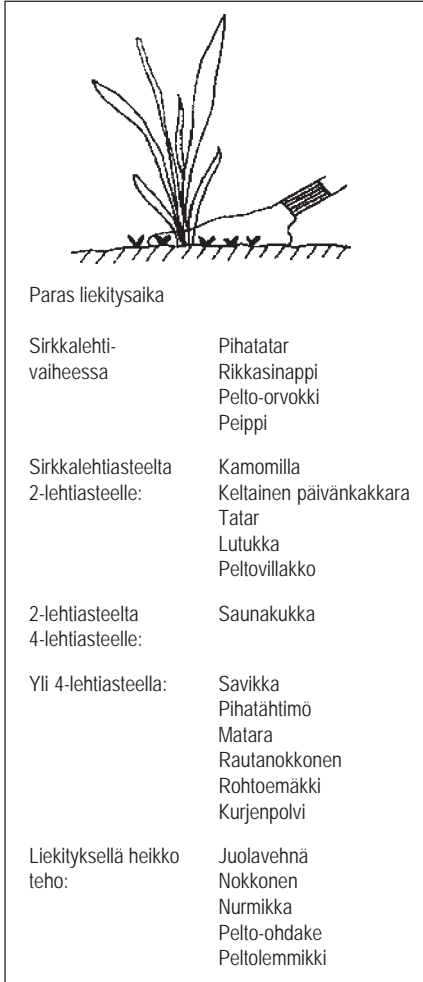 Paras liekitysaika
Sirkkalehti-
vaiheessa
Pihatatar
Rikkasinappi
Pelto-orvokki
Peippi
Sirkkalehtiasteelta
2-lehtiasteelle:
Kamomilla
Keltainen päivänkakkara
Tatar
Lutukka
Peltovillakko
2-lehtiasteelta
4-lehtiasteelle:
Saunakukka
Yli 4-lehtiasteella:
Savikka
Pihatähtimö
Matara
Rautanokkonen
Rohtoemäkki
Kurjenpolvi
Liekityksellä heikko
teho:
Juolavehnä
Nokkonen
Nurmikka
Pelto-ohdake
Peltolemmikki